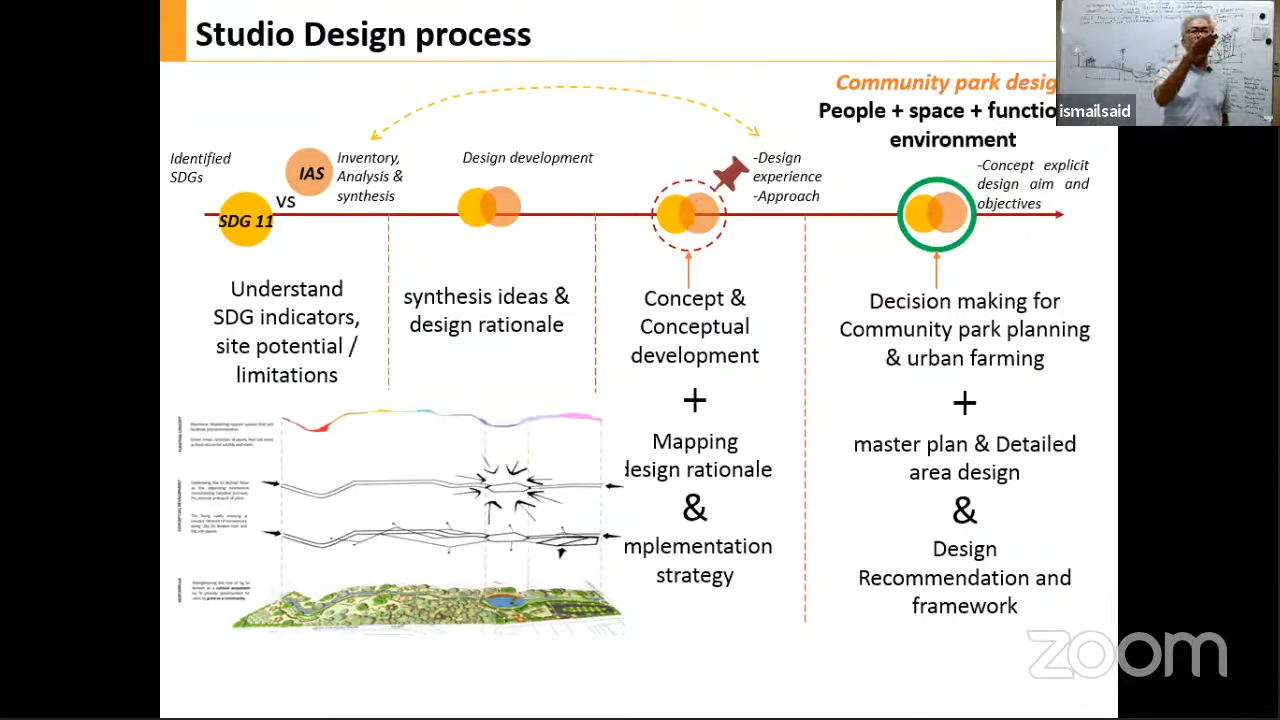 Studio Design process
Community park desig
People + space + functio
environment
ismailsaid
Identified
SDGs
IAS
Inventory,
Analysis &
synthesis
vs
SDG 11
Design development
-Design
experience
-Approach
-Concept explicit
design aim and
objectives
Understand
SDG indicators,
site potential /
limitations
synthesis ideas &
design rationale
Concept &
Conceptual
development
+
Mapping
design rationale
&
mplementation
strategy
Decision making for
Community park planning
& urban farming
+
master plan & Detailed
area design
&
Design
Recommendation and
framework
zoom